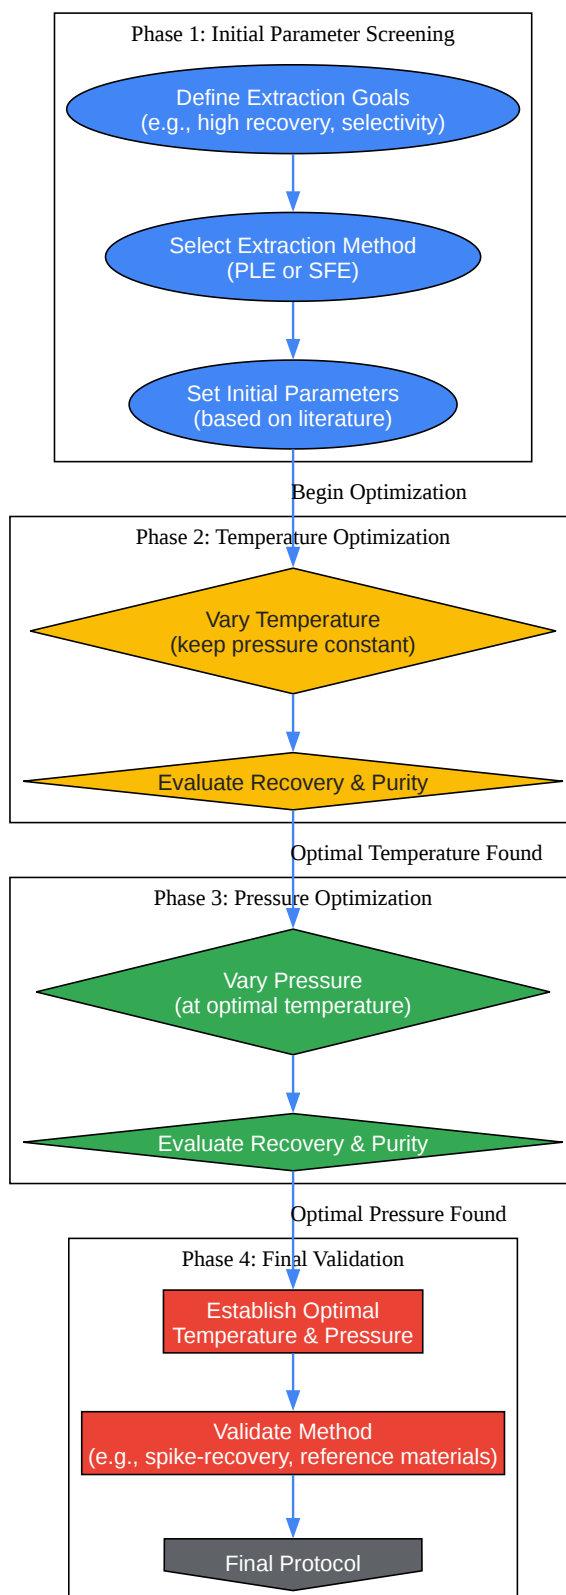 Phase 1: Initial Parameter Screening
Define Extraction Goals
(e.g., high recovery, selectivity)
Select Extraction Method
(PLE or SFE)
Set Initial Parameters
(based on literature)
Begin Optimization
Phase 2: Temperature Optimization
Vary Temperature
(keep pressure constant)
Evaluate Recovery & Purity
Optimal Temperature Found
Phase 3: Pressure Optimization
Vary Pressure
(at optimal temperature)
Evaluate Recovery & Purity
Optimal Pressure Found
Phase 4: Final Validation
Establish Optimal
Temperature & Pressure
Validate Method
(e.g., spike-recovery, reference materials)
Final Protocol